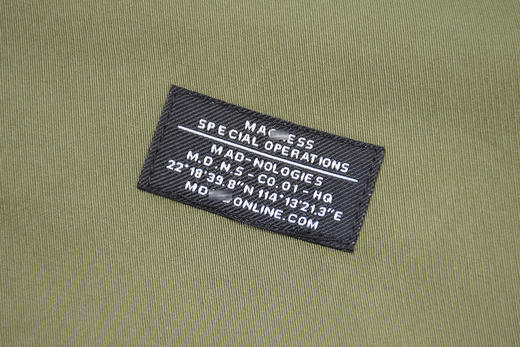 SPECIAL OPERATIONS
MAD-NOLOGIES
M.D.N.S - CO.01 - HQ
22°18'39.8"N 114°13'21.3"E